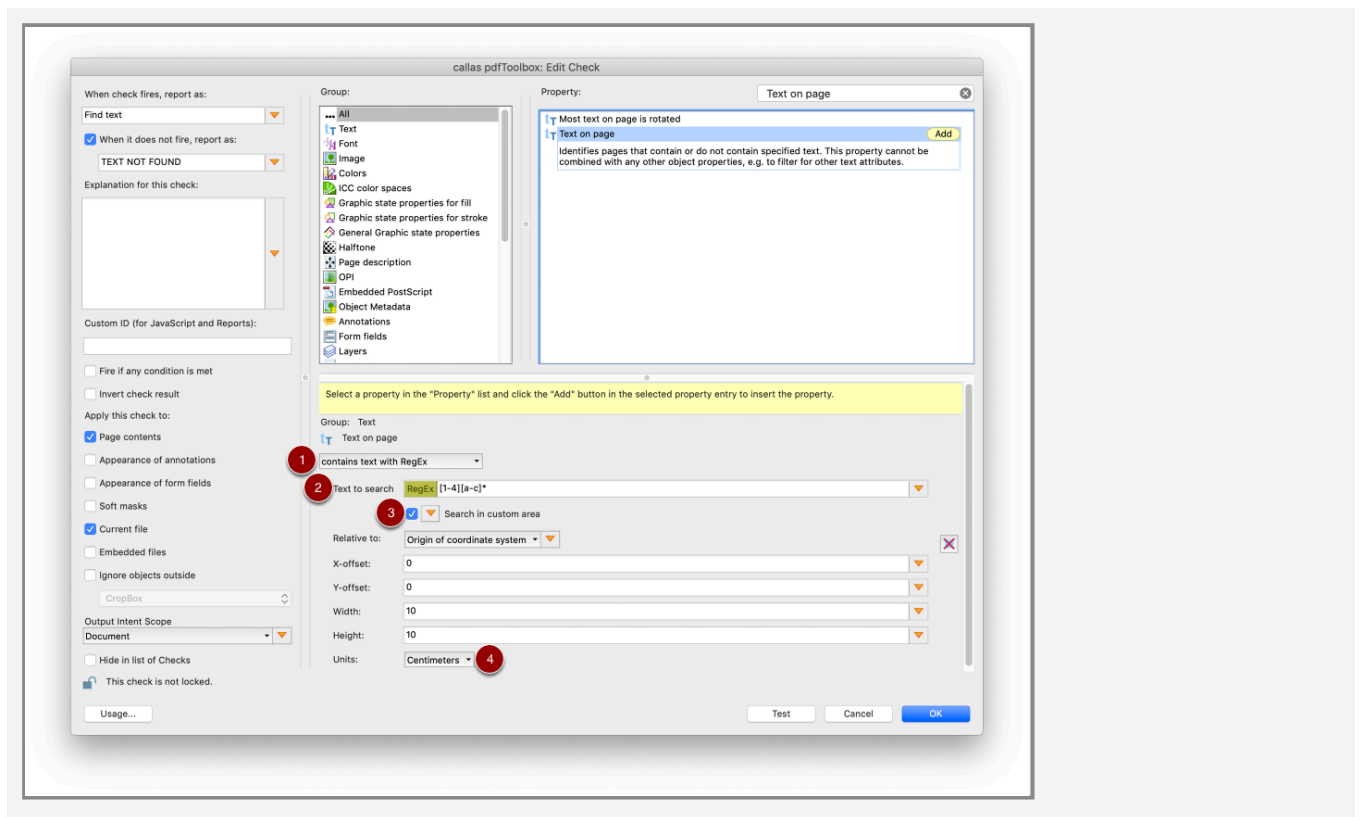 callas pdfToolbox: Edit Check
When check fires, report as:
Find text
When it does not fire, report as:
TEXT NOT FOUND
Explanation for this check:
Custom ID (for JavaScript and Reports):
Fire if any condition is met
Invert check result
Apply this check to:
Page contents
Appearance of annotations
Appearance of form fields
Soft masks
Current file
Embedded files
Ignore objects outside
CropBox
Output Intent Scope
Document
Hide in list of Checks
This check is not locked.
Usage...
Group:
All
Text
Font
Image
Colors
ICC color spaces
Graphic state properties for fill
Graphic state properties for stroke
General Graphic state properties
Halftone
Page description
OPI
Embedded PostScript
Object Metadata
Annotations
Form fields
Layers
Property:
Text on page
Most text on page is rotated
Text on page
Add
Identifies pages that contain or do not contain specified text. This property cannot be
combined with any other object properties, e.g. to filter for other text attributes.
Select a property in the "Property" list and click the "Add" button in the selected property entry to insert the property.
Group: Text
Text on page
1
contains text with RegEx
2
Text to search RegEx [1-4][a-c]*
3
Search in custom area
Relative to: Origin of coordinate system
X-offset: 0
Y-offset: 0
Width: 10
Height: 10
Units: Centimeters
4
Test
Cancel
OK